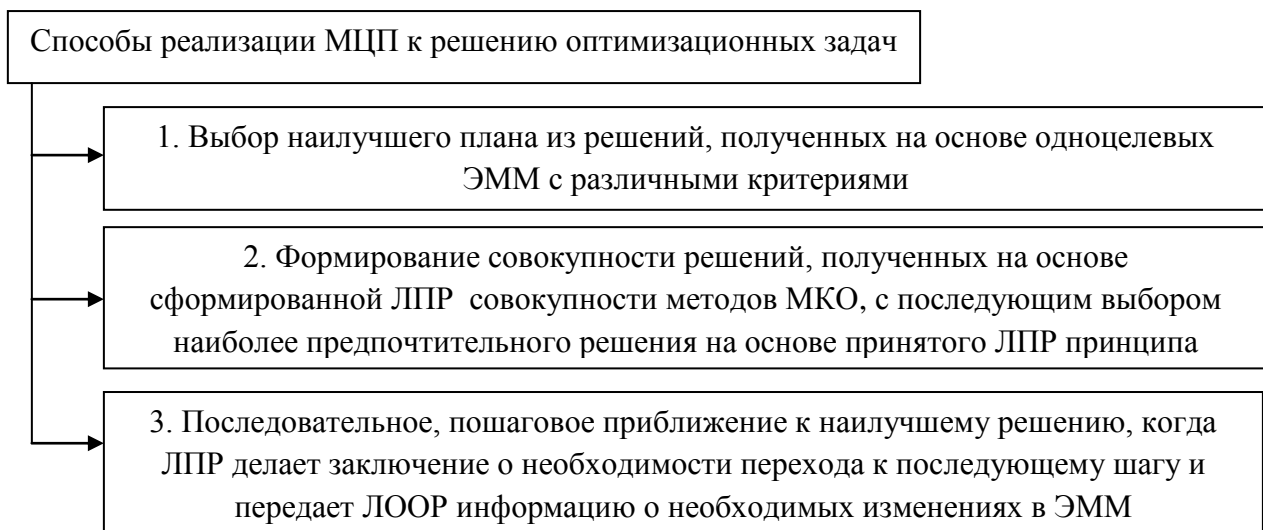 Способы реализации МЦП к решению оптимизационных задач
1. Выбор наилучшего плана из решений, полученных на основе одноцелевых
ЭММ с различными критериями
2. Формирование совокупности решений, полученных на основе
сформированной ЛПР совокупности методов МКО, с последующим выбором
наиболее предпочтительного решения на основе принятого ЛПР принципа
3. Последовательное, пошаговое приближение к наилучшему решению, когда
ЛПР делает заключение о необходимости перехода к последующему шагу и
передает ЛООР информацию о необходимых изменениях в ЭММ